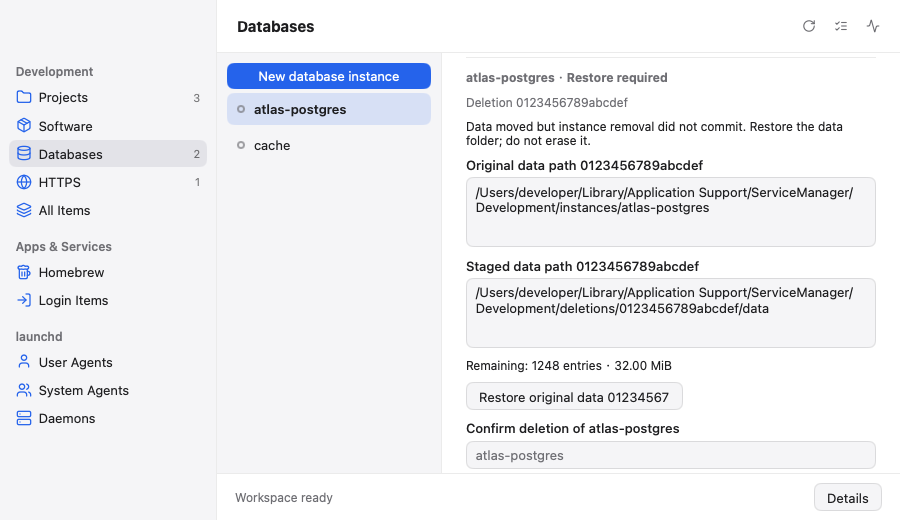 Databases
Development
Projects 3
Software
Databases 2
HTTPS 1
All Items
Apps & Services
Homebrew
Login Items
launchd
User Agents
System Agents
Daemons
New database instance
atlas-postgres
cache
atlas-postgres · Restore required
Deletion 0123456789abcdef
Data moved but instance removal did not commit. Restore the data
folder; do not erase it.
Original data path 0123456789abcdef
/Users/developer/Library/Application Support/ServiceManager/
Development/instances/atlas-postgres
Staged data path 0123456789abcdef
/Users/developer/Library/Application Support/ServiceManager/
Development/deletions/0123456789abcdef/data
Remaining: 1248 entries · 32.00 MiB
Restore original data 01234567
Confirm deletion of atlas-postgres
atlas-postgres
Workspace ready
Details